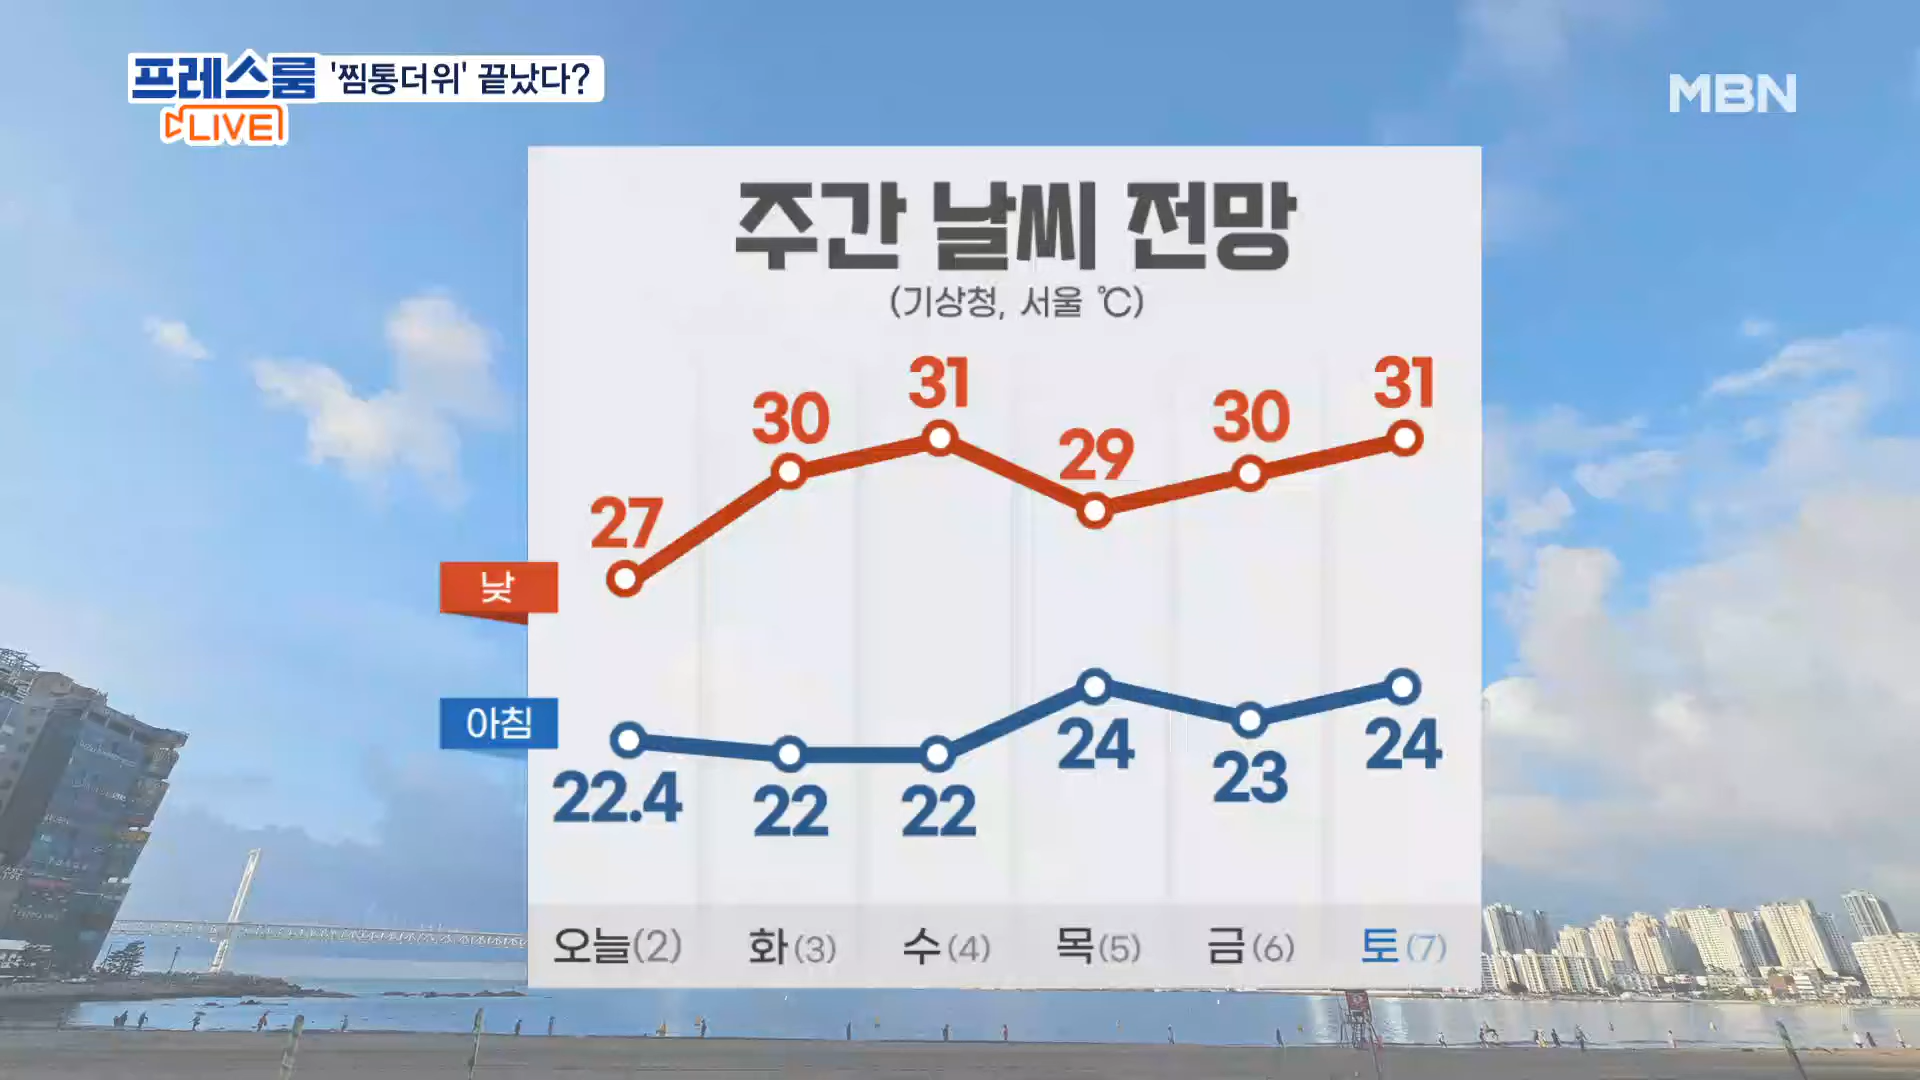 프레스룸 '찜통더위' 끝났다?
LIVE
MBN
주간 날씨 전망
(기상청, 서울 ℃)
27 30 31 29 30 31
낮
아침
22.4 22 22 24 23 24
오늘(2) 화(3) 수(4) 목(5) 금(6) 토(7)